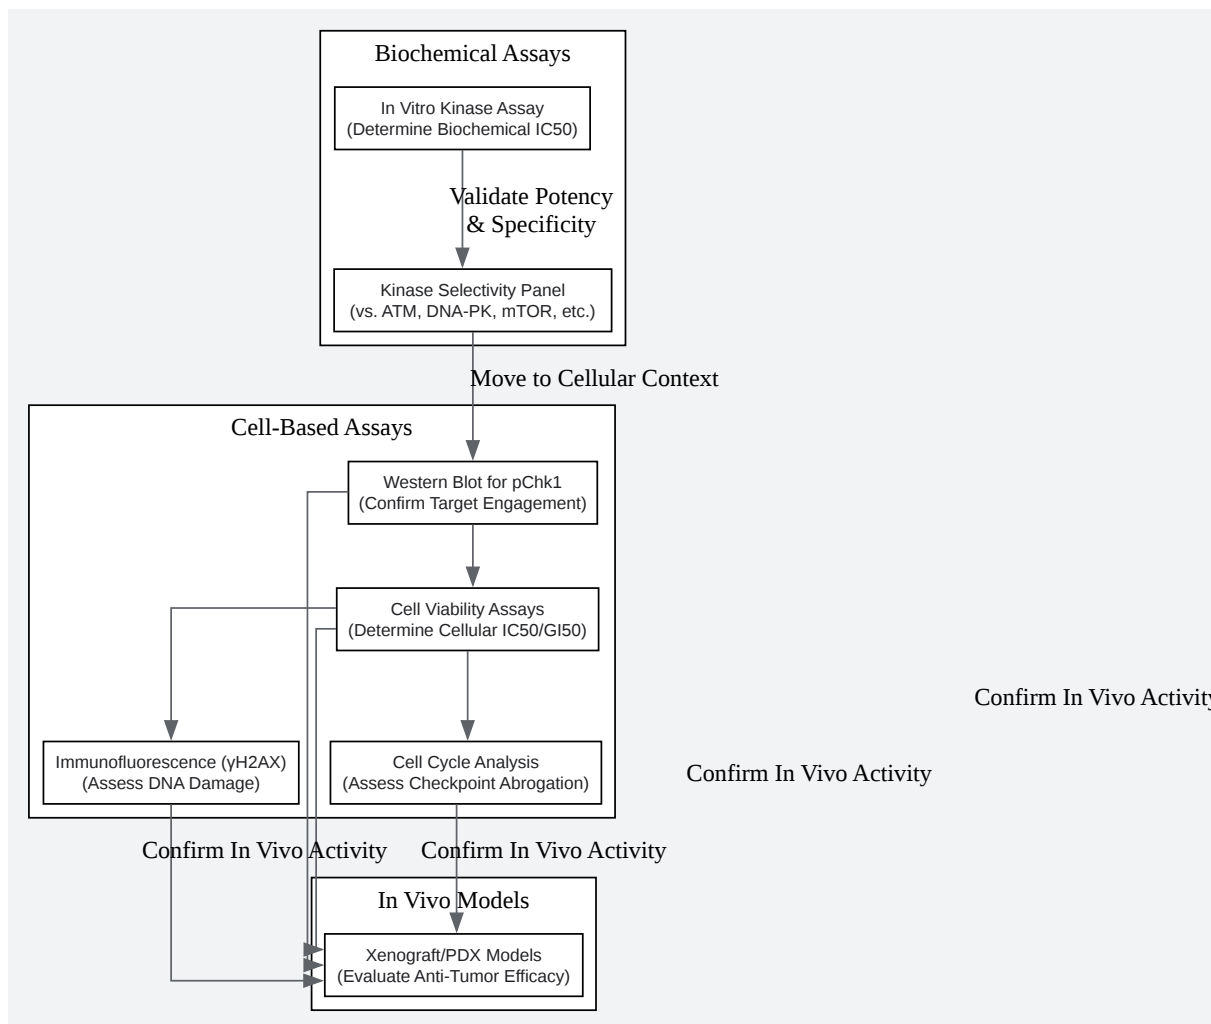 Biochemical Assays
In Vitro Kinase Assay
(Determine Biochemical IC50)
Validate Potency
& Specificity
Kinase Selectivity Panel
(vs. ATM, DNA-PK, mTOR, etc.)
Move to Cellular Context
Cell-Based Assays
Western Blot for pChk1
(Confirm Target Engagement)
Cell Viability Assays
(Determine Cellular IC50/GI50)
Confirm In Vivo Activity
Immunofluorescence (γH2AX)
(Assess DNA Damage)
Cell Cycle Analysis
(Assess Checkpoint Abrogation)
Confirm In Vivo Activity
Confirm In Vivo Activity
Confirm In Vivo Activity
In Vivo Models
Xenograft/PDX Models
(Evaluate Anti-Tumor Efficacy)